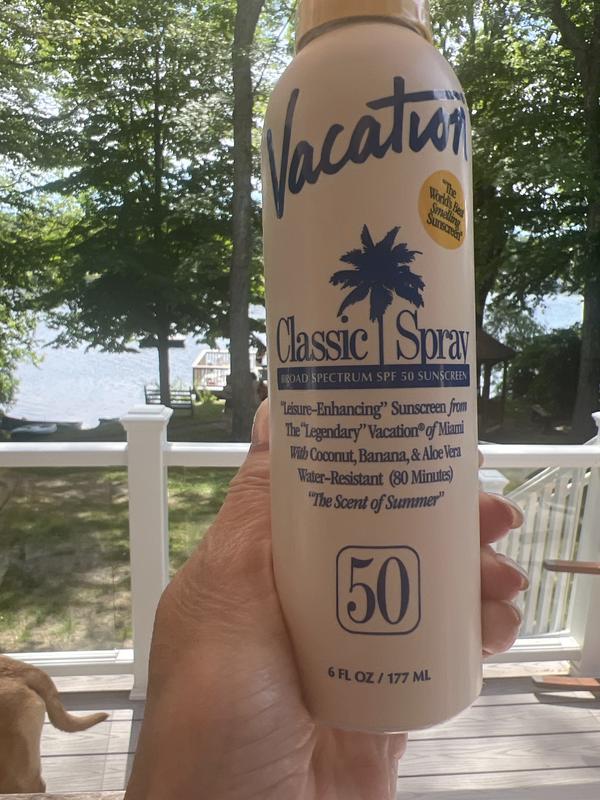 Vacation
"The
World's Best
Smelling
Sunscreen"
Classic Spray
BROAD SPECTRUM SPF 50 SUNSCREEN
"Leisure-Enhancing" Sunscreen from
The "Legendary" Vacation® of Miami
With Coconut, Banana, & Aloe Vera
Water-Resistant (80 Minutes)
"The Scent of Summer"
50
6 FL OZ / 177 ML